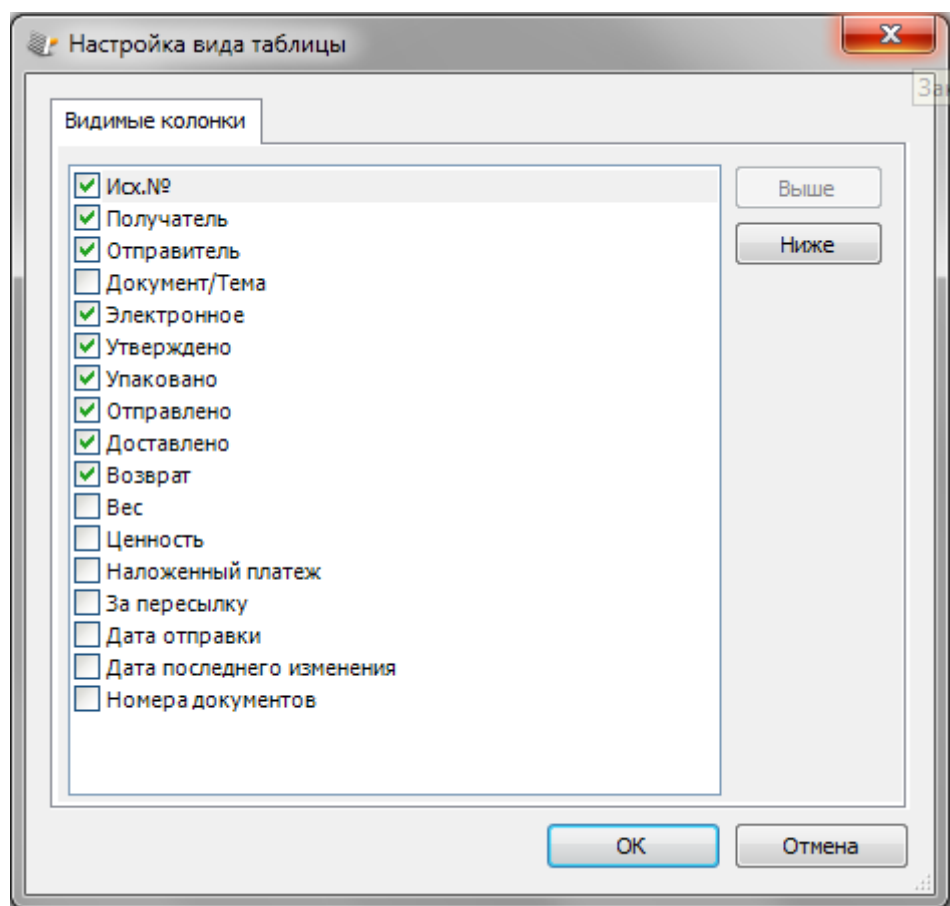 Настройка вида таблицы
Видимые колонки
Исх.№
Получатель
Отправитель
Документ/Тема
Электронное
Утверждено
Упаковано
Отправлено
Доставлено
Возврат
Вес
Ценность
Наложенный платеж
За пересылку
Дата отправки
Дата последнего изменения
Номера документов
Выше
Ниже
ОК
Отмена